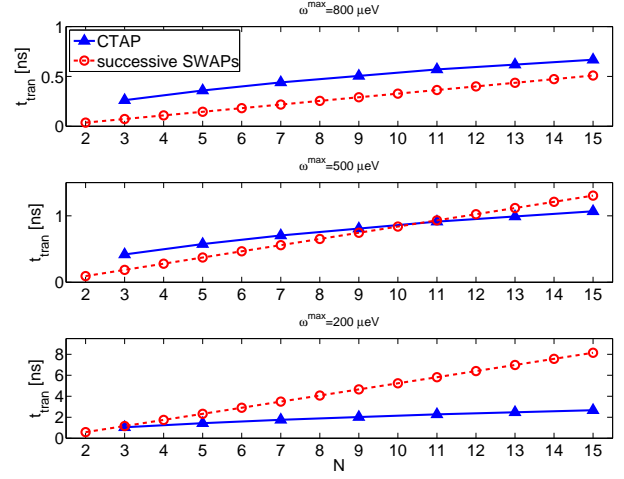 ω^max=800 μeV
1
0.5
0
t_tran [ns]
CTAP
successive SWAPs
2 3 4 5 6 7 8 9 10 11 12 13 14 15
ω^max=500 μeV
1
0
t_tran [ns]
2 3 4 5 6 7 8 9 10 11 12 13 14 15
ω^max=200 μeV
8
6
4
2
0
t_tran [ns]
2 3 4 5 6 7 8 9 10 11 12 13 14 15
N